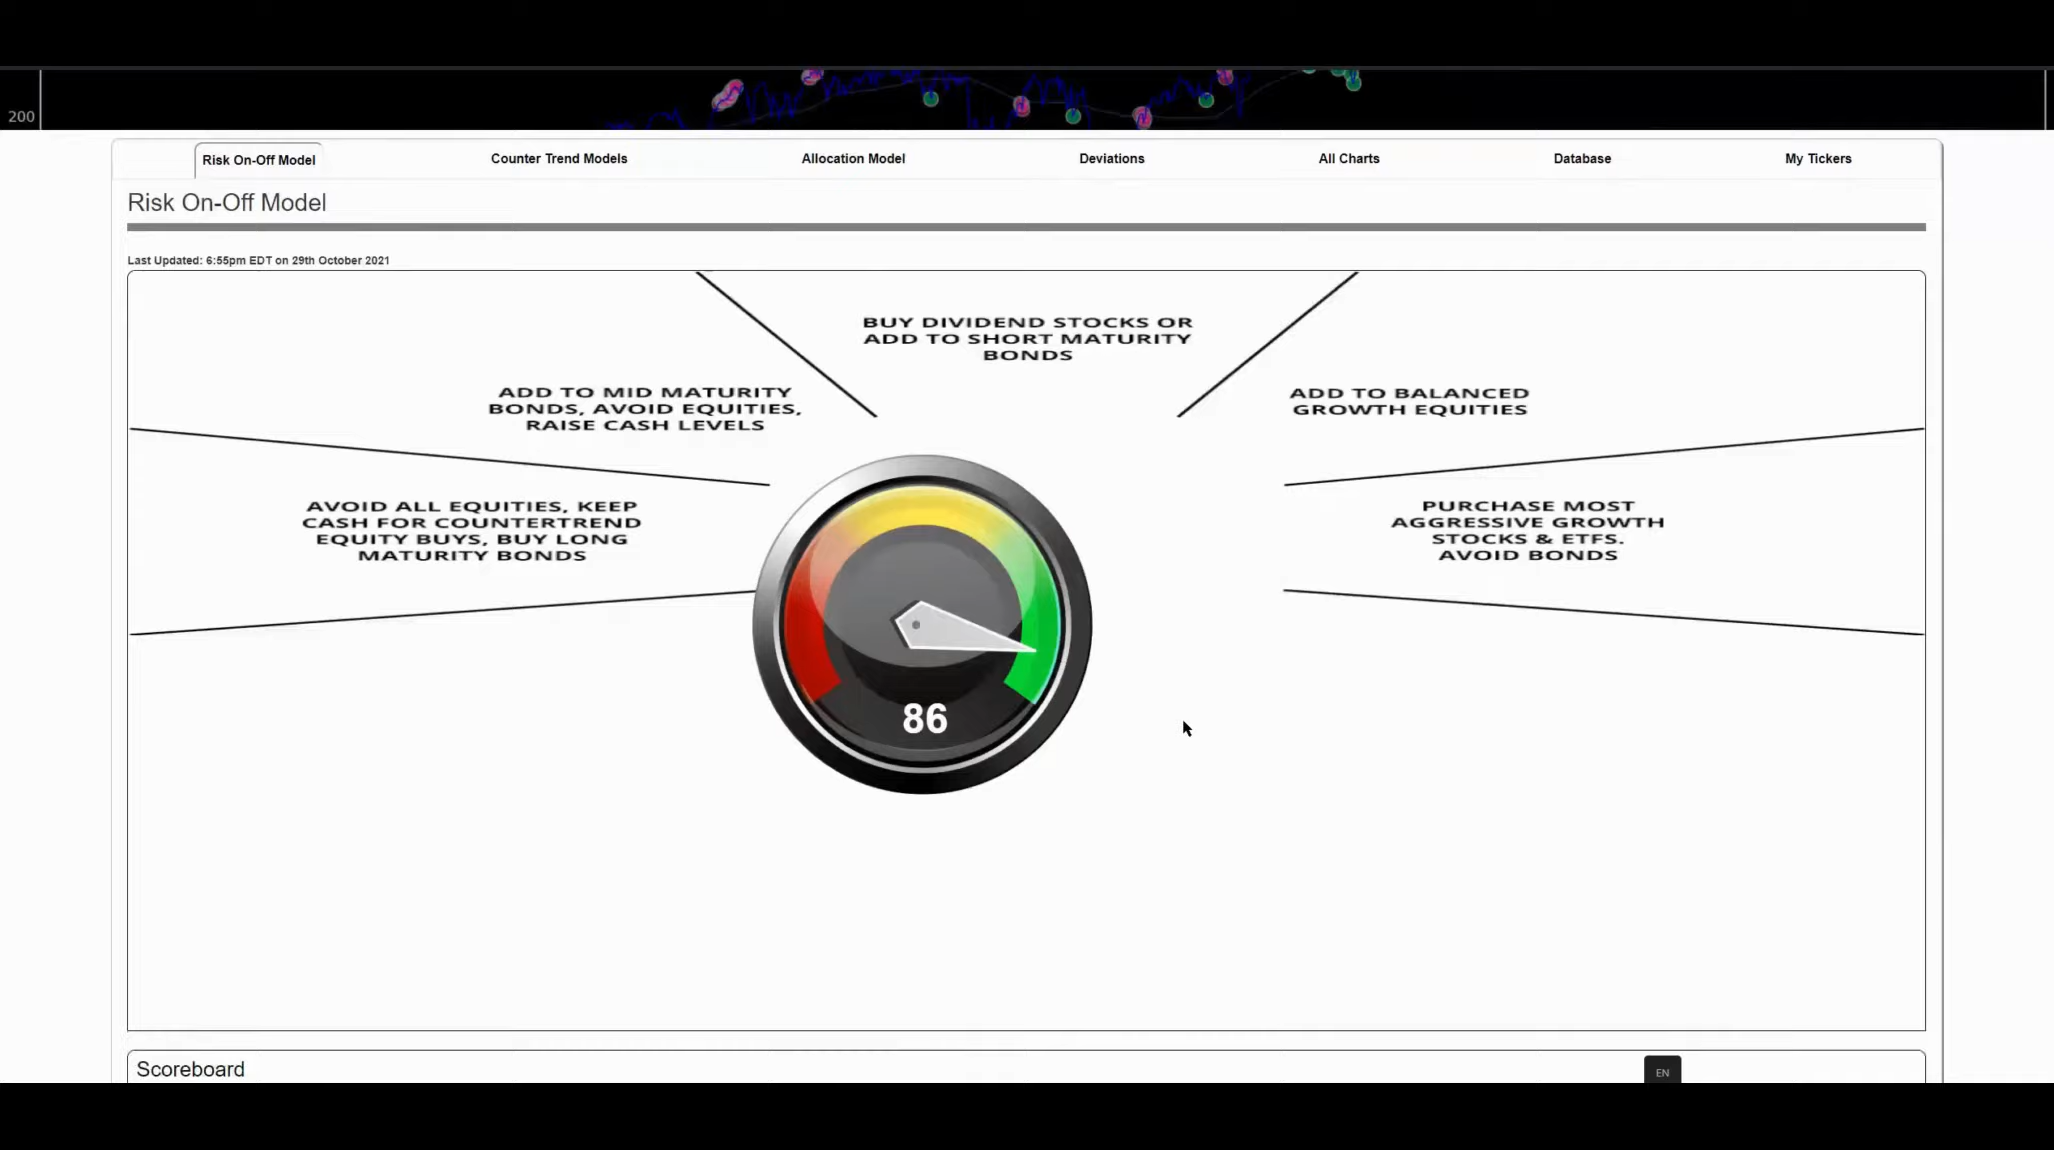 200
Risk On-Off Model
Counter Trend Models
Allocation Model
Deviations
All Charts
Database
My Tickers
Risk On-Off Model
Last Updated: 6:55pm EDT on 29th October 2021
BUY DIVIDEND STOCKS OR
ADD TO SHORT MATURITY
BONDS
ADD TO MID MATURITY
BONDS, AVOID EQUITIES,
RAISE CASH LEVELS
ADD TO BALANCED
GROWTH EQUITIES
AVOID ALL EQUITIES, KEEP
CASH FOR COUNTERTREND
EQUITY BUYS, BUY LONG
MATURITY BONDS
PURCHASE MOST
AGGRESSIVE GROWTH
STOCKS & ETFS.
AVOID BONDS
86
Scoreboard
EN